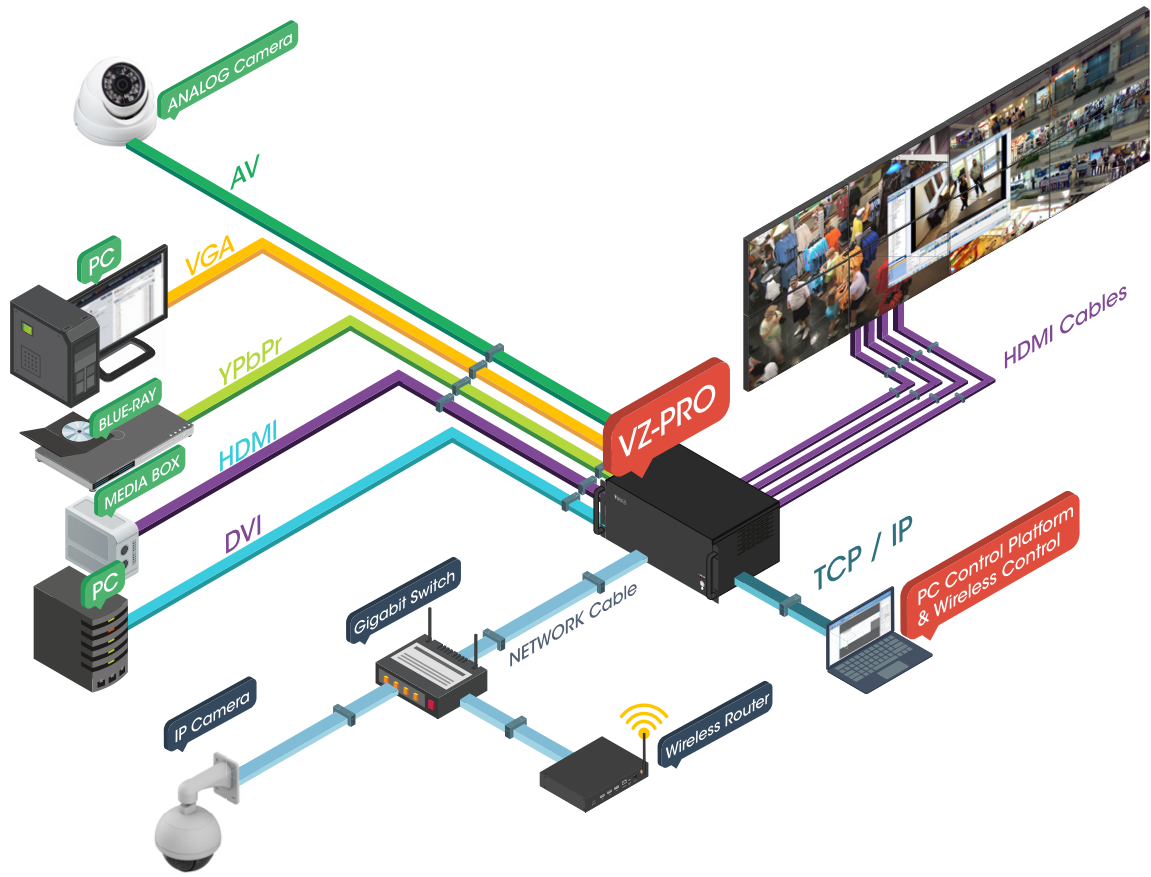 ANALOG Camera
AV
VGA
PC
YPbPr
BLUE-RAY
HDMI
MEDIA BOX
DVI
PC
VZ-PRO
HDMI Cables
TCP / IP
PC Control Platform
& Wireless Control
Gigabit Switch
NETWORK Cable
IP Camera
Wireless Router